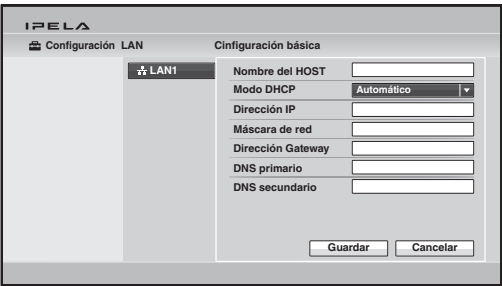 IPELA
Configuración LAN Cinfiguración básica
LAN1
Nombre del HOST
Modo DHCP Automático
Dirección IP
Máscara de red
Dirección Gateway
DNS primario
DNS secundario
Guardar Cancelar